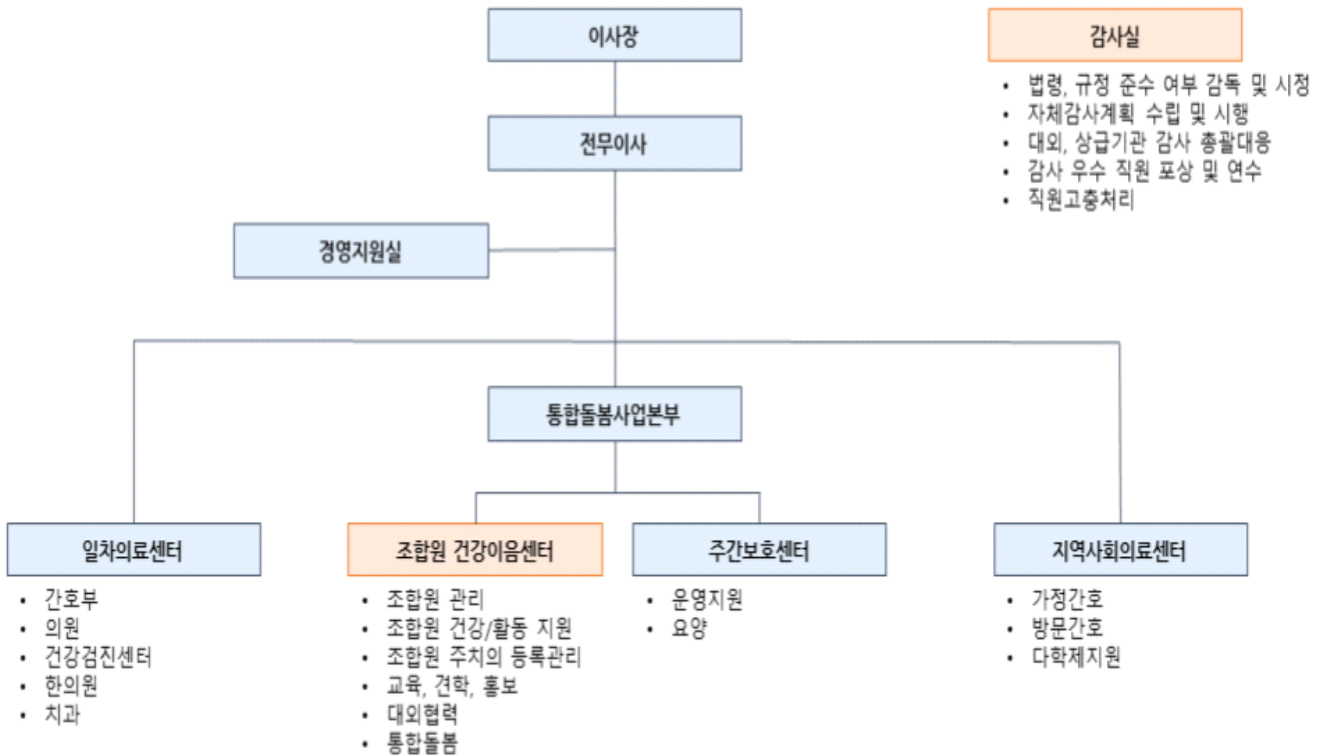 이사장
감사실
• 법령, 규정 준수 여부 감독 및 시정
• 자체감사계획 수립 및 시행
• 대외, 상급기관 감사 총괄대응
• 감사 우수 직원 포상 및 연수
• 직원고충처리
전무이사
경영지원실
통합돌봄사업본부
일차의료센터
• 간호부
• 의원
• 건강검진센터
• 한의원
• 치과
조합원 건강이음센터
• 조합원 관리
• 조합원 건강/활동 지원
• 조합원 주치의 등록관리
• 교육, 견학, 홍보
• 대외협력
• 통합돌봄
주간보호센터
• 운영지원
• 요양
지역사회의료센터
• 가정간호
• 방문간호
• 다학제지원